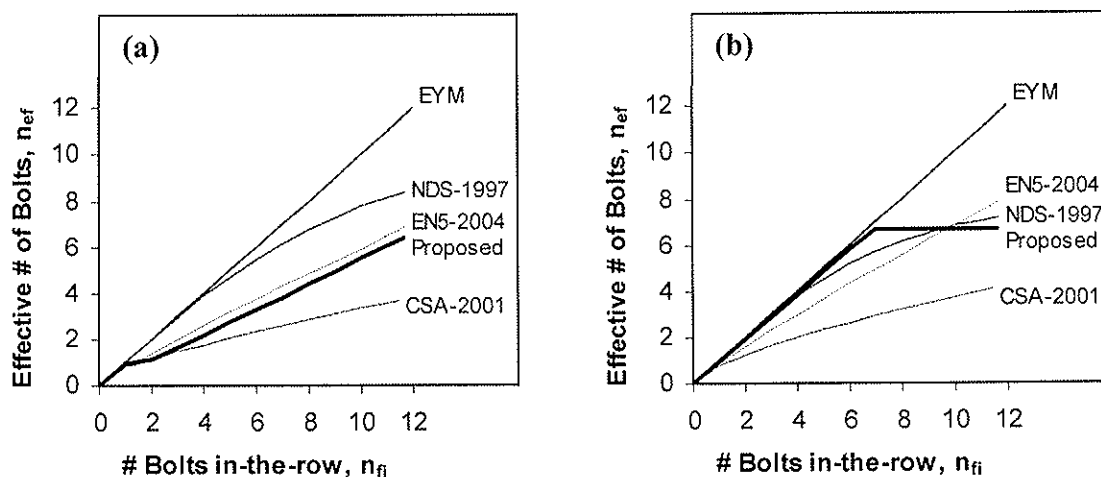 (a)
Effective # of Bolts, nef
12
10
8
6
4
2
0
EYM
NDS-1997
EN5-2004
Proposed
CSA-2001
0 2 4 6 8 10 12
# Bolts in-the-row, nfi
(b)
Effective # of Bolts, nef
12
10
8
6
4
2
0
EYM
EN5-2004
NDS-1997
Proposed
CSA-2001
0 2 4 6 8 10 12
# Bolts in-the-row, nfi